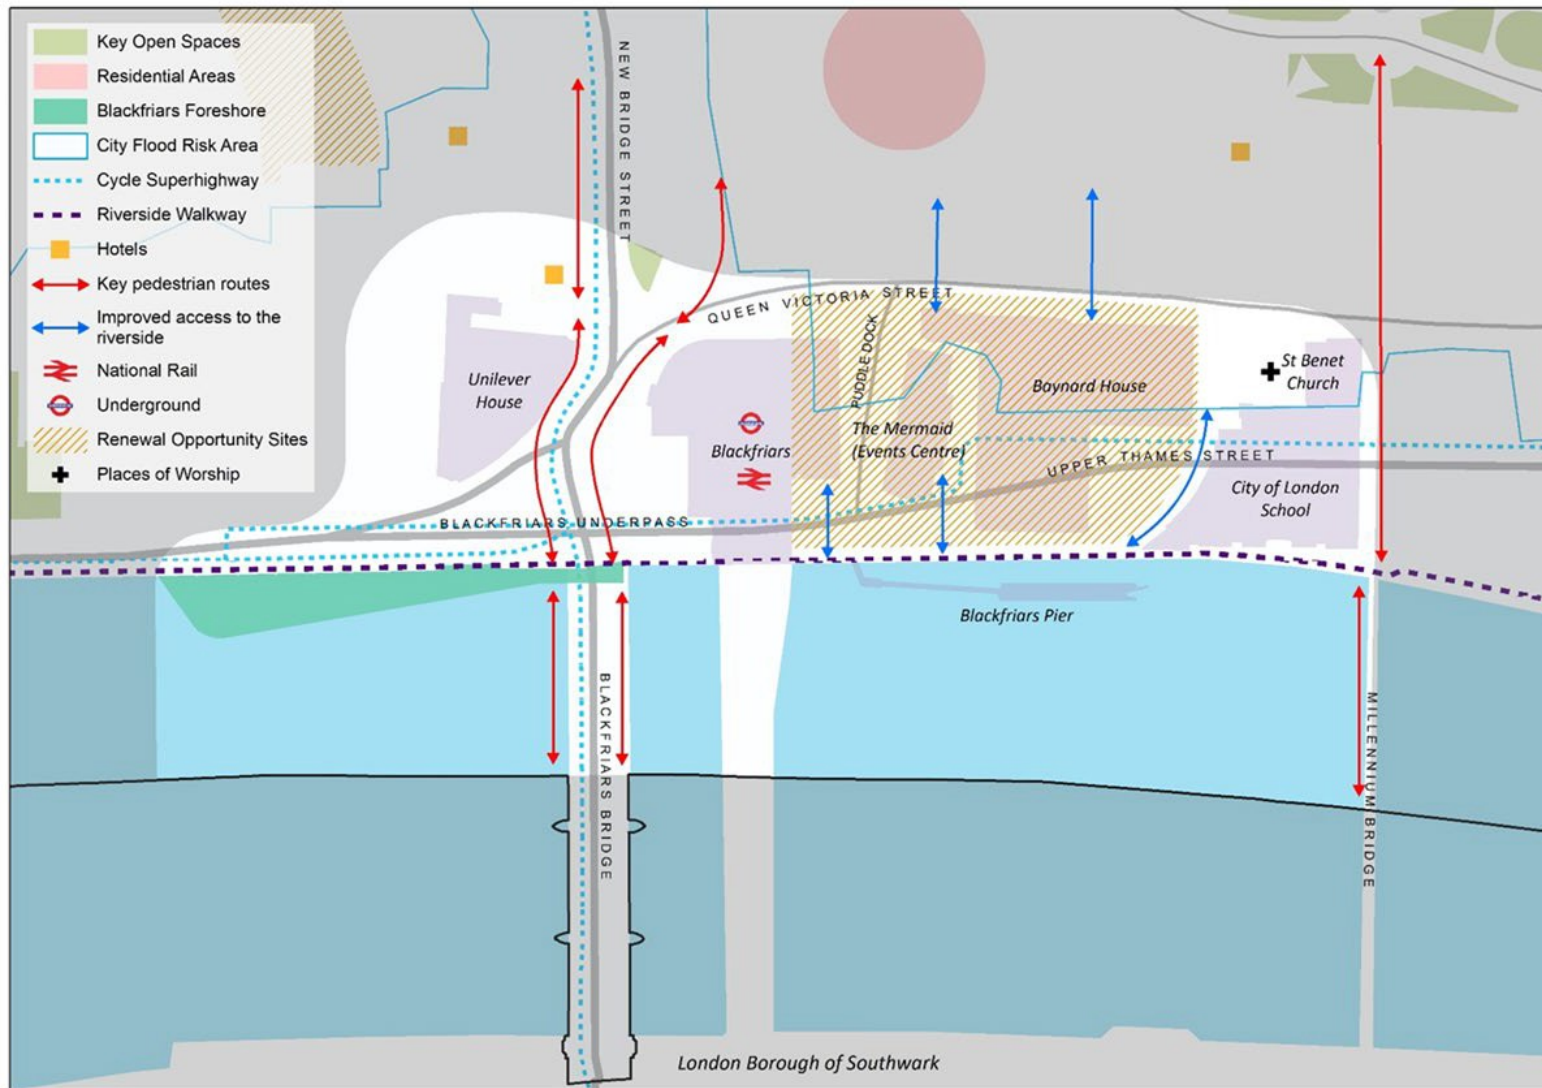 Key Open Spaces
Residential Areas
Blackfriars Foreshore
City Flood Risk Area
Cycle Superhighway
Riverside Walkway
Hotels
Key pedestrian routes
Improved access to the
riverside
National Rail
Underground
Renewal Opportunity Sites
Places of Worship
NEW BRIDGE STREET
QUEEN VICTORIA STREET
PUDDLE DOCK
Unilever
House
Baynard House
St Benet
Church
Blackfriars
The Mermaid
(Events Centre)
UPPER THAMES STREET
City of London
School
BLACKFRIARS UNDERPASS
Blackfriars Pier
BLACKFRIARS BRIDGE
MILLENNIUM BRIDGE
London Borough of Southwark